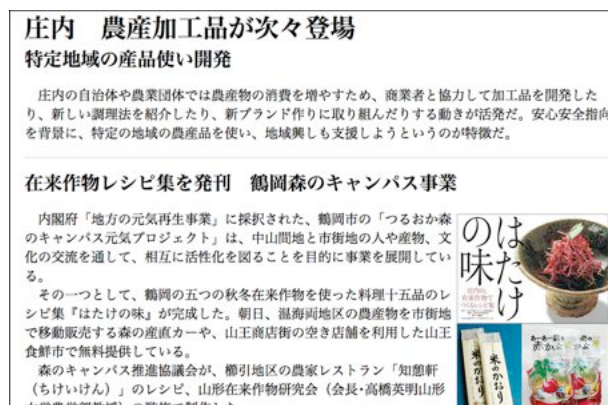 庄内　農産加工品が次々登場
特定地域の産品使い開発
　庄内の自治体や農業団体では農産物の消費を増やすため、商業者と協力して加工品を開発した
り、新しい調理法を紹介したり、新ブランド作りに取り組んだりする動きが活発だ。安心安全指向
を背景に、特定の地域の農産品を使い、地域興しも支援しようというのが特徴だ。
在来作物レシピ集を発刊　鶴岡森のキャンパス事業
　内閣府「地方の元気再生事業」に採択された、鶴岡市の「つるおか森
のキャンパス元気プロジェクト」は、中山間地と市街地の人や産物、文
化の交流を通して、相互に活性化を図ることを目的に事業を展開してい
る。
　その一つとして、鶴岡の五つの秋冬在来作物を使った料理十五品のレ
シピ集『はたけの味』が完成した。朝日、温海両地区の農産物を市街地
で移動販売する森の産直カーや、山王商店街の空き店舗を利用した山王
食鮮市で無料提供している。
　森のキャンパス推進協議会が、櫛引地区の農家レストラン「知憩軒
（ちけいけん）」のレシピ、山形在来作物研究会（会長・高橋英明山形
はたけ
の味
米のかおり
米のかおり